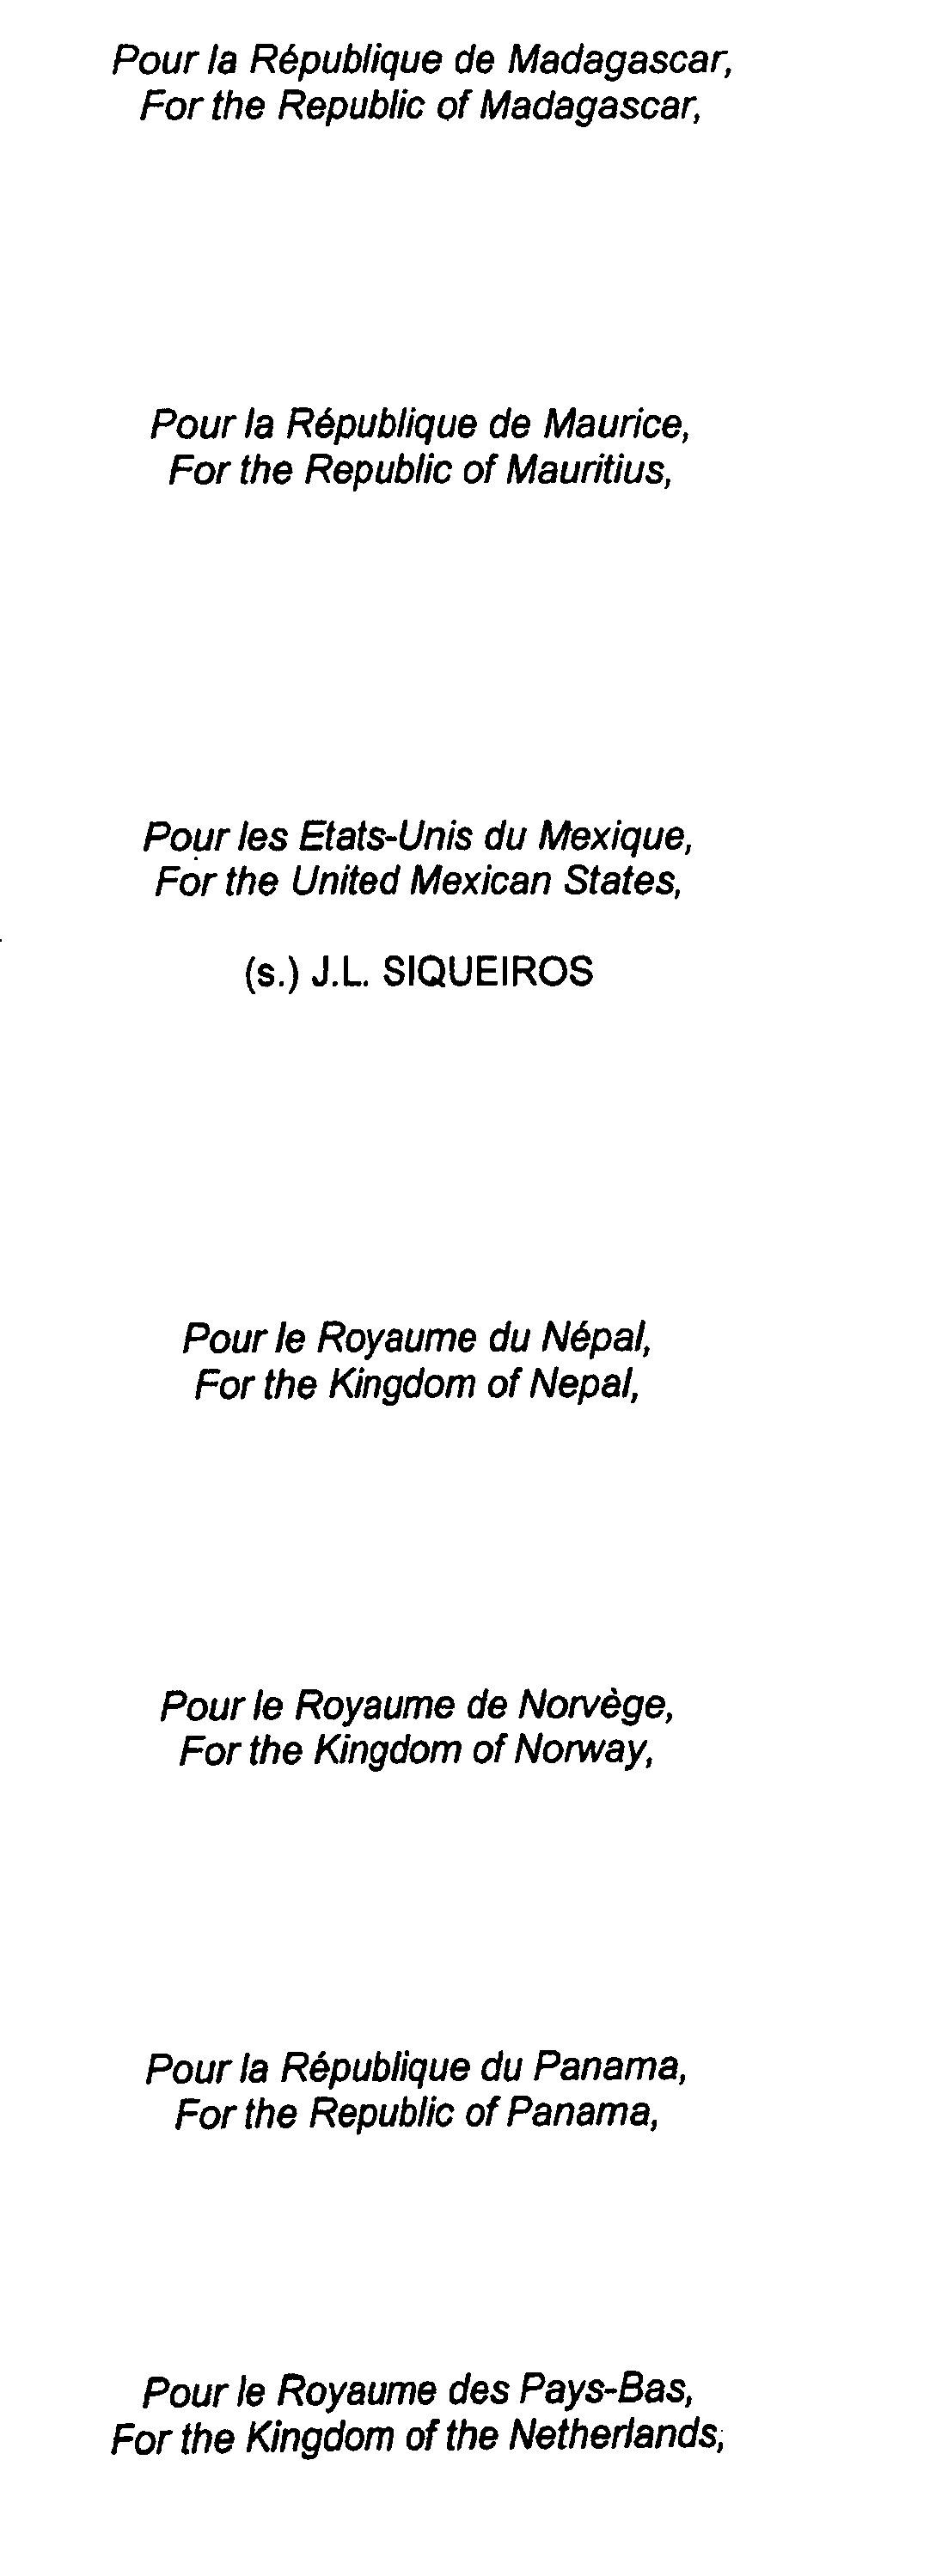 Pour la République de Madagascar,
For the Republic of Madagascar,
Pour la République de Maurice,
For the Republic of Mauritius,
Pour les Etats-Unis du Mexique,
For the United Mexican States,
(s.) J.L. SIQUEIROS
Pour le Royaume du Népal,
For the Kingdom of Nepal,
Pour le Royaume de Norvège,
For the Kingdom of Norway,
Pour la République du Panama,
For the Republic of Panama,
Pour le Royaume des Pays-Bas,
For the Kingdom of the Netherlands,